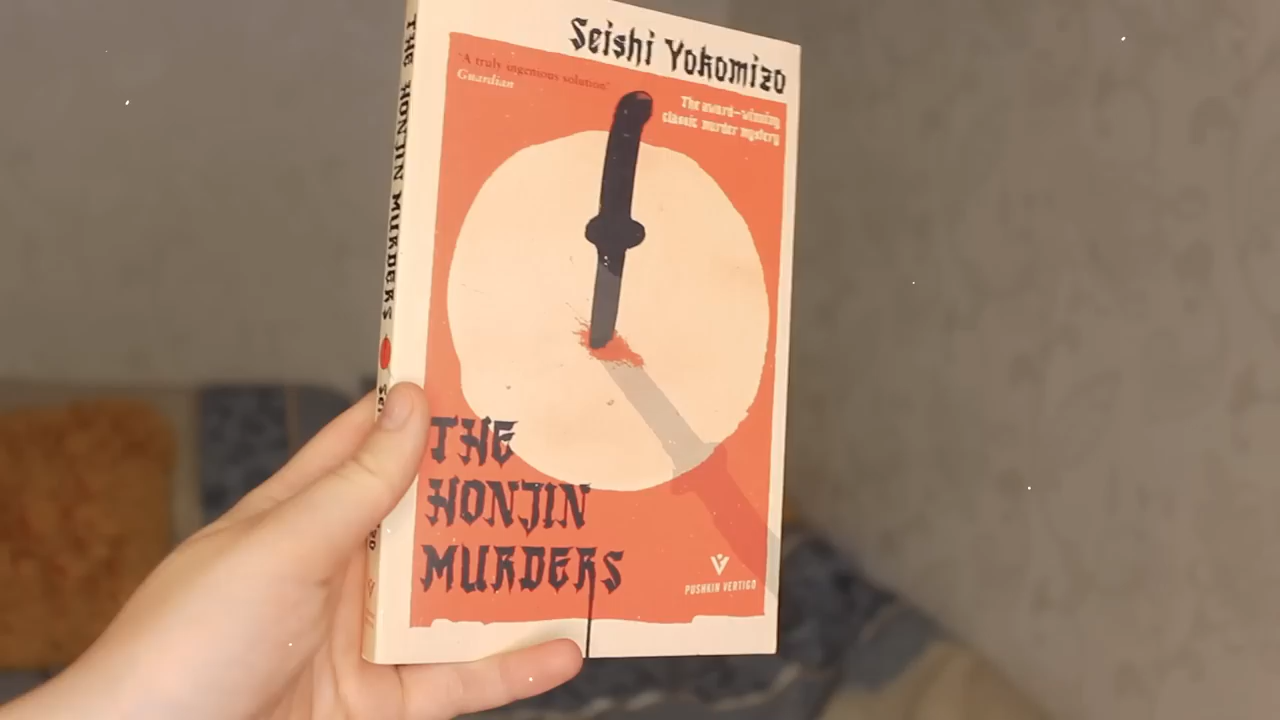 THE HONJIN MURDERS
Seishi Yokomizo
"A truly ingenious solution"
Guardian
The award-winning
classic murder mystery
THE
HONJIN
MURDERS
PUSHKIN VERTIGO